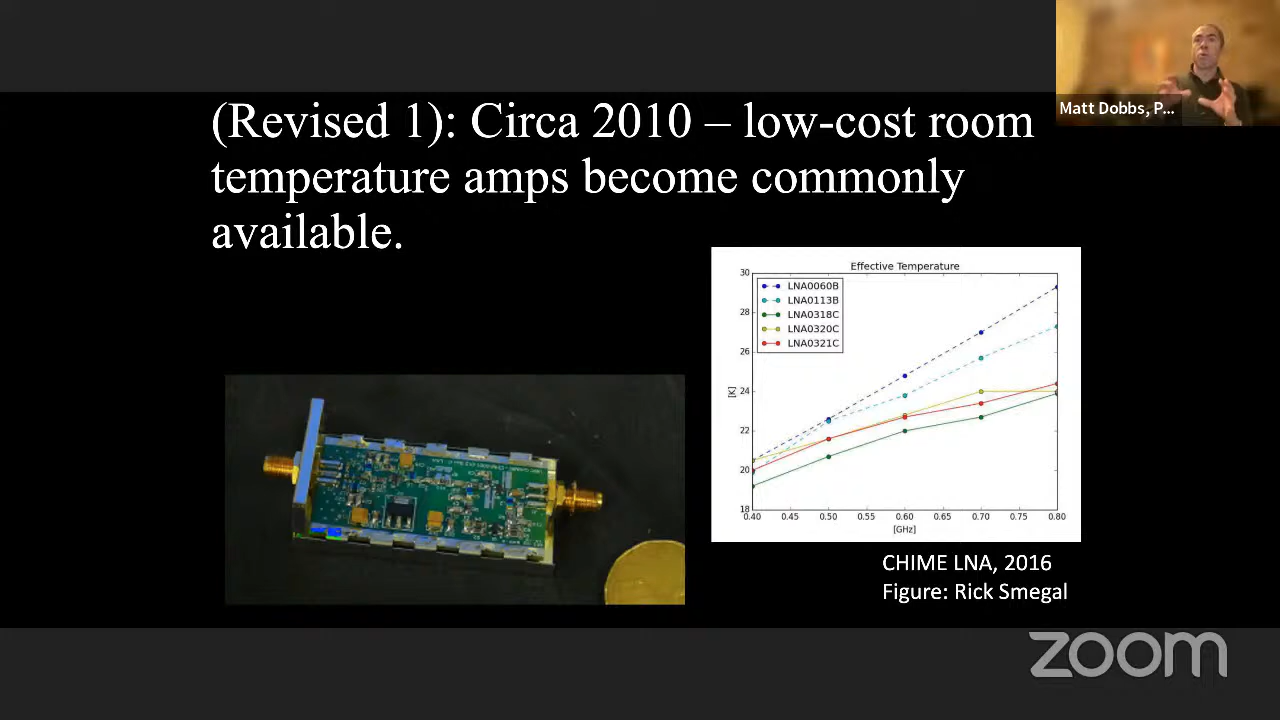 (Revised 1): Circa 2010 – low-cost room
temperature amps become commonly
available.
Matt Dobbs, P...
Effective Temperature
LNA0060B
LNA0113B
LNA0318C
LNA0320C
LNA0321C
30
28
26
24
22
20
18
[K]
0.40 0.45 0.50 0.55 0.60 0.65 0.70 0.75 0.80
[GHz]
CHIME LNA, 2016
Figure: Rick Smegal
zoom